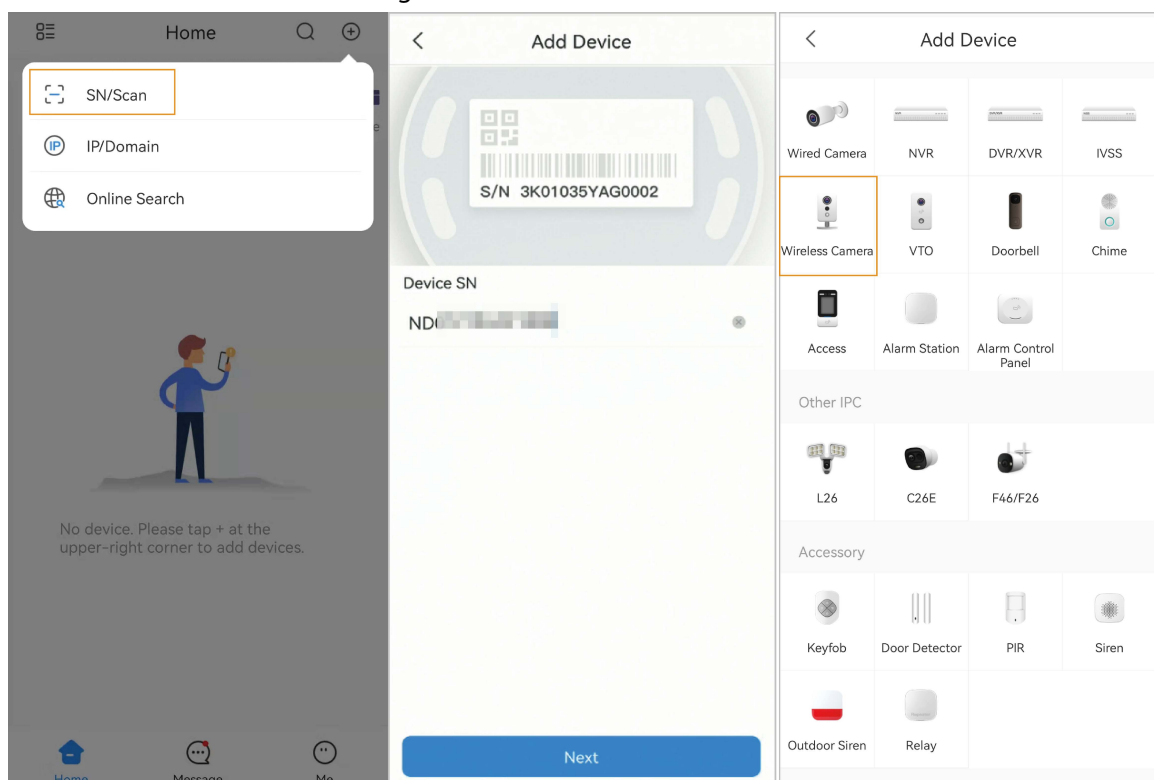 Home
SN/Scan
IP/Domain
IP
Online Search
No device. Please tap + at the
upper-right corner to add devices.
Home
Message
Me
Add Device
S/N 3K01035YAG0002
Device SN
Next
Add Device
Wired Camera
NVR
DVR/XVR
IVSS
Wireless Camera
VTO
Doorbell
Chime
Access
Alarm Station
Alarm Control
Panel
Other IPC
L26
C26E
F46/F26
Accessory
Keyfob
Door Detector
PIR
Siren
Outdoor Siren
Relay